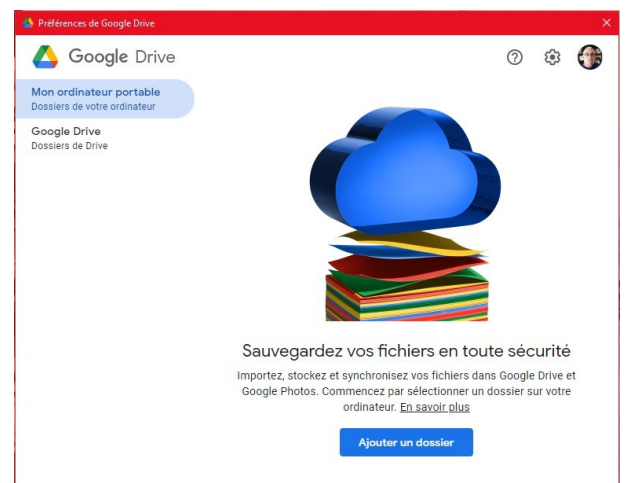 Préférences de Google Drive
Google Drive
Mon ordinateur portable
Dossiers de votre ordinateur
Google Drive
Dossiers de Drive
Sauvegardez vos fichiers en toute sécurité
Importez, stockez et synchronisez vos fichiers dans Google Drive et
Google Photos. Commencez par sélectionner un dossier sur votre
ordinateur. En savoir plus
Ajouter un dossier